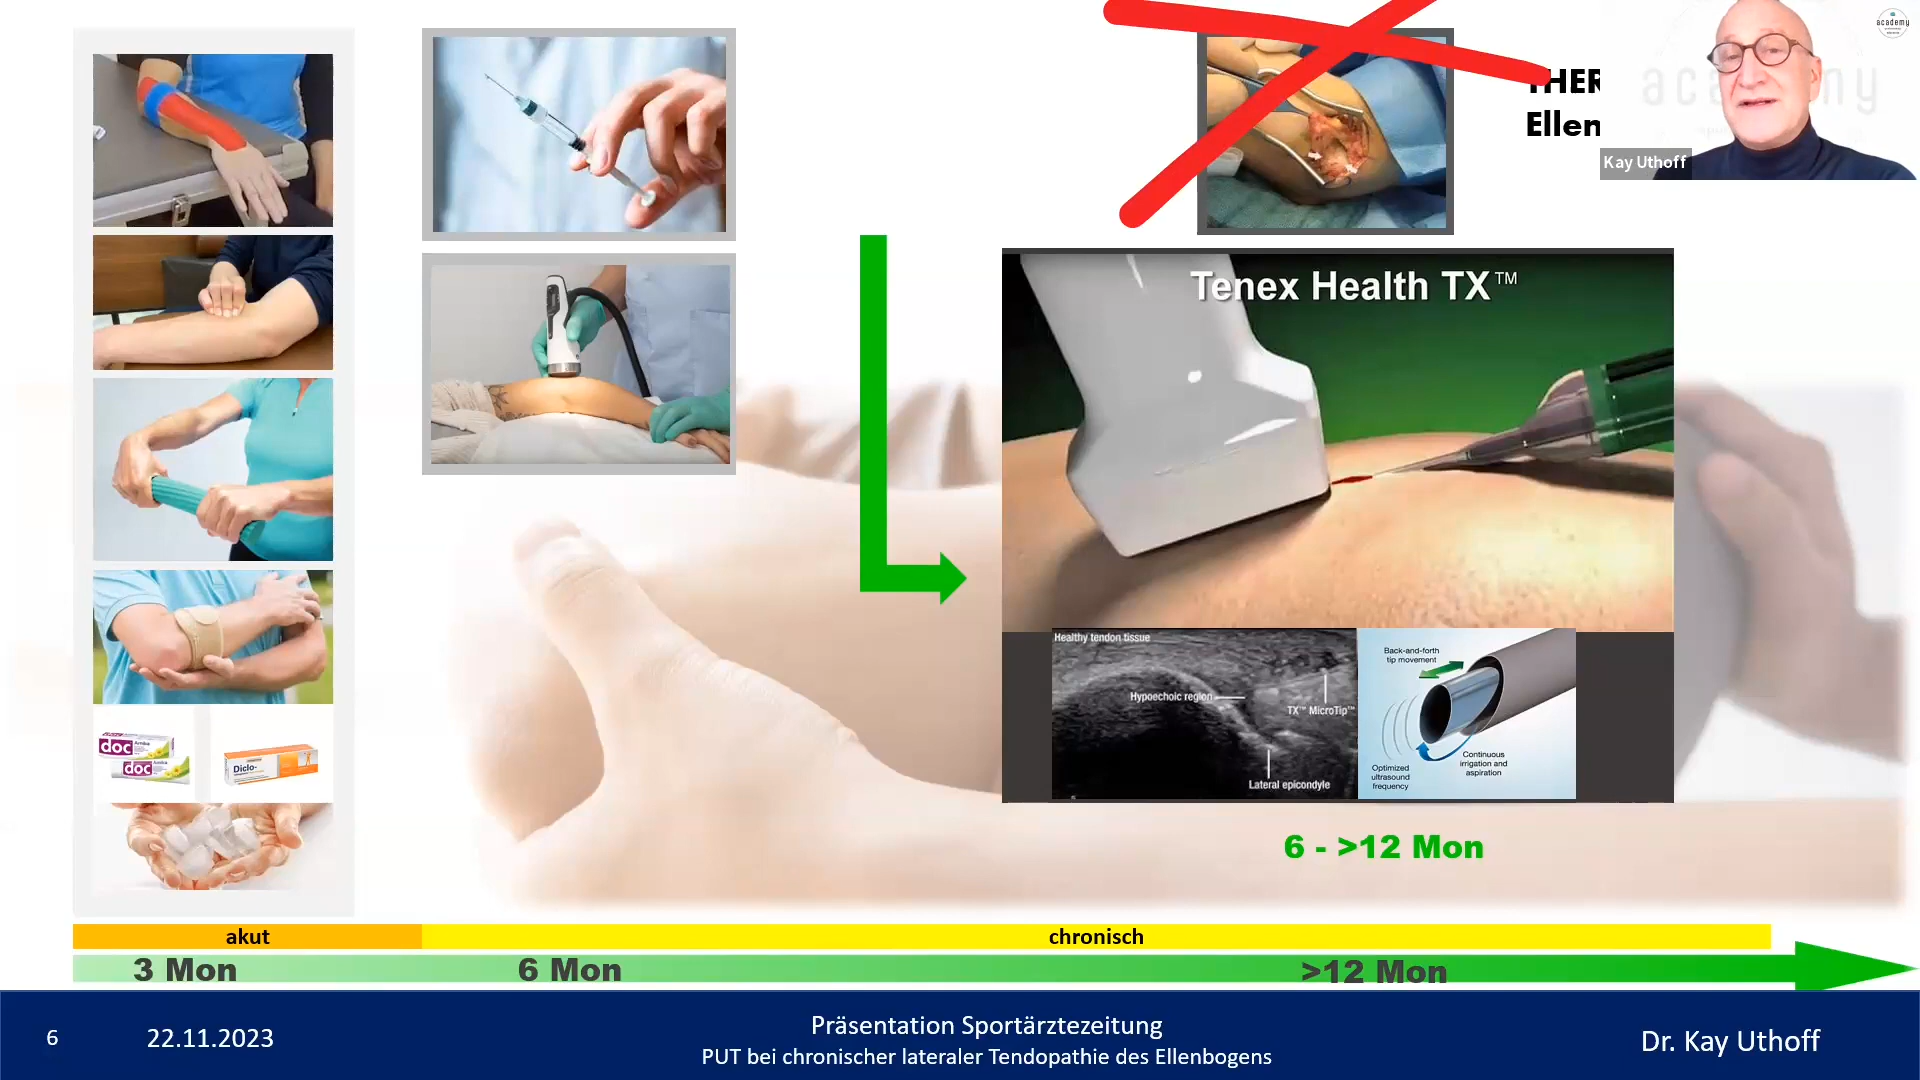 THER
Ellen
academy
academy
Kay Uthoff
Tenex Health TX™
Healthy tendon tissue
Hypoechoic region
TX™ MicroTip™
Lateral epicondyle
Back-and-forth
tip movement
Optimized
ultrasound
frequency
Continuous
irrigation and
aspiration
doc
Arnika
doc
Diclo-
6 - >12 Mon
akut
chronisch
3 Mon
6 Mon
>12 Mon
6
22.11.2023
Präsentation Sportärztezeitung
PUT bei chronischer lateraler Tendopathie des Ellenbogens
Dr. Kay Uthoff